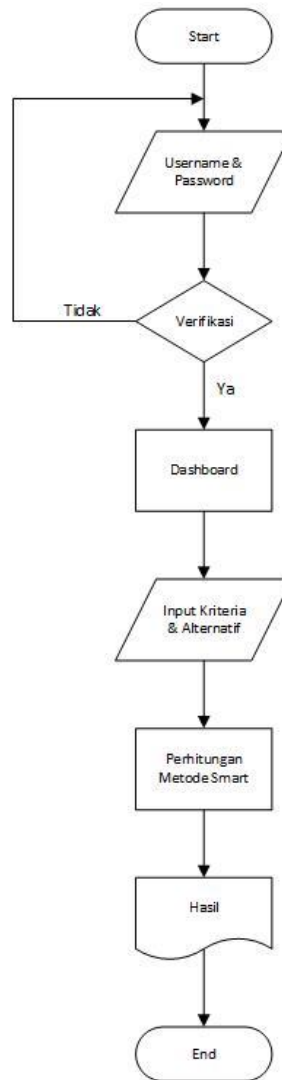 Start
Username &
Password
Tidak
Verifikasi
Ya
Dashboard
Input Kriteria
& Alternatif
Perhitungan
Metode Smart
Hasil
End